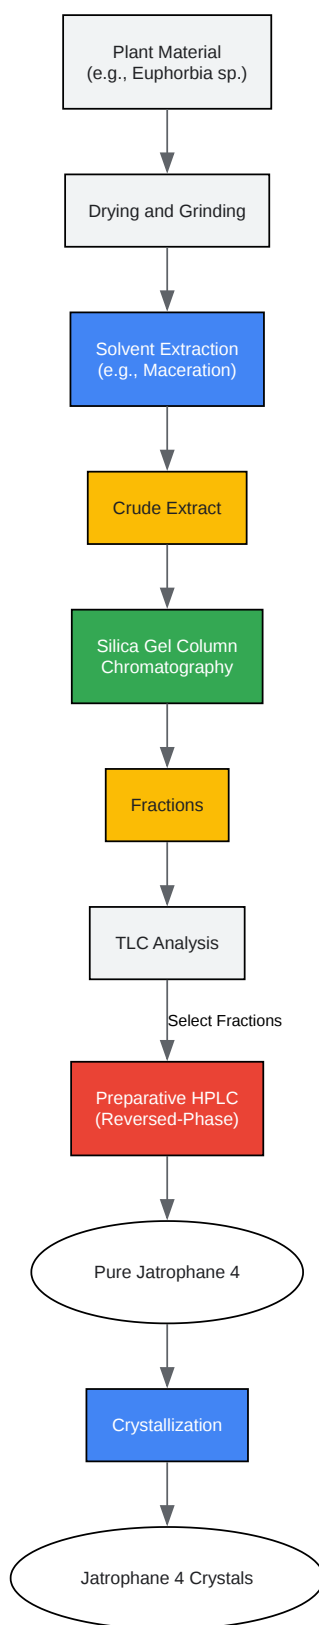 Plant Material
(e.g., Euphorbia sp.)
Drying and Grinding
Solvent Extraction
(e.g., Maceration)
Crude Extract
Silica Gel Column
Chromatography
Fractions
TLC Analysis
Select Fractions
Preparative HPLC
(Reversed-Phase)
Pure Jatrophane 4
Crystallization
Jatrophane 4 Crystals